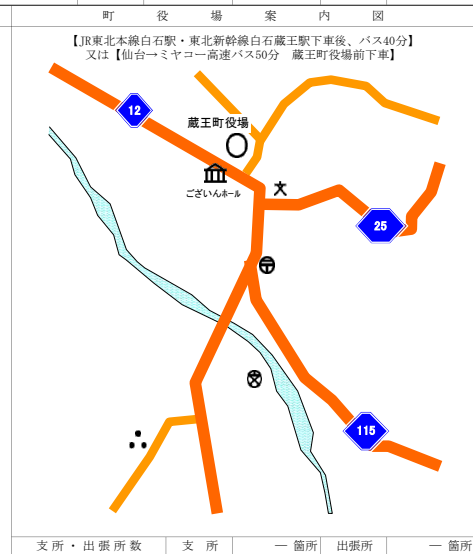 町役場案内図
【JR東北本線白石駅・東北新幹線白石蔵王駅下車後、バス40分】
又は【仙台→ミヤコー高速バス50分　蔵王町役場前下車】
12
蔵王町役場
ございんホール
文
25
〒
115
支所・出張所数　支所　― 箇所　出張所　― 箇所